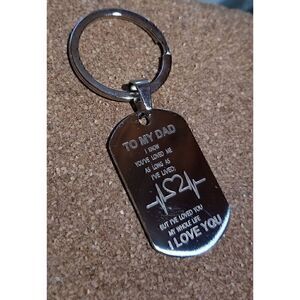 TO MY DAD
I KNOW
YOU'VE LOVED ME
AS LONG AS
I'VE LIVED
BUT I'VE LOVED YOU
MY WHOLE LIFE
I LOVE YOU